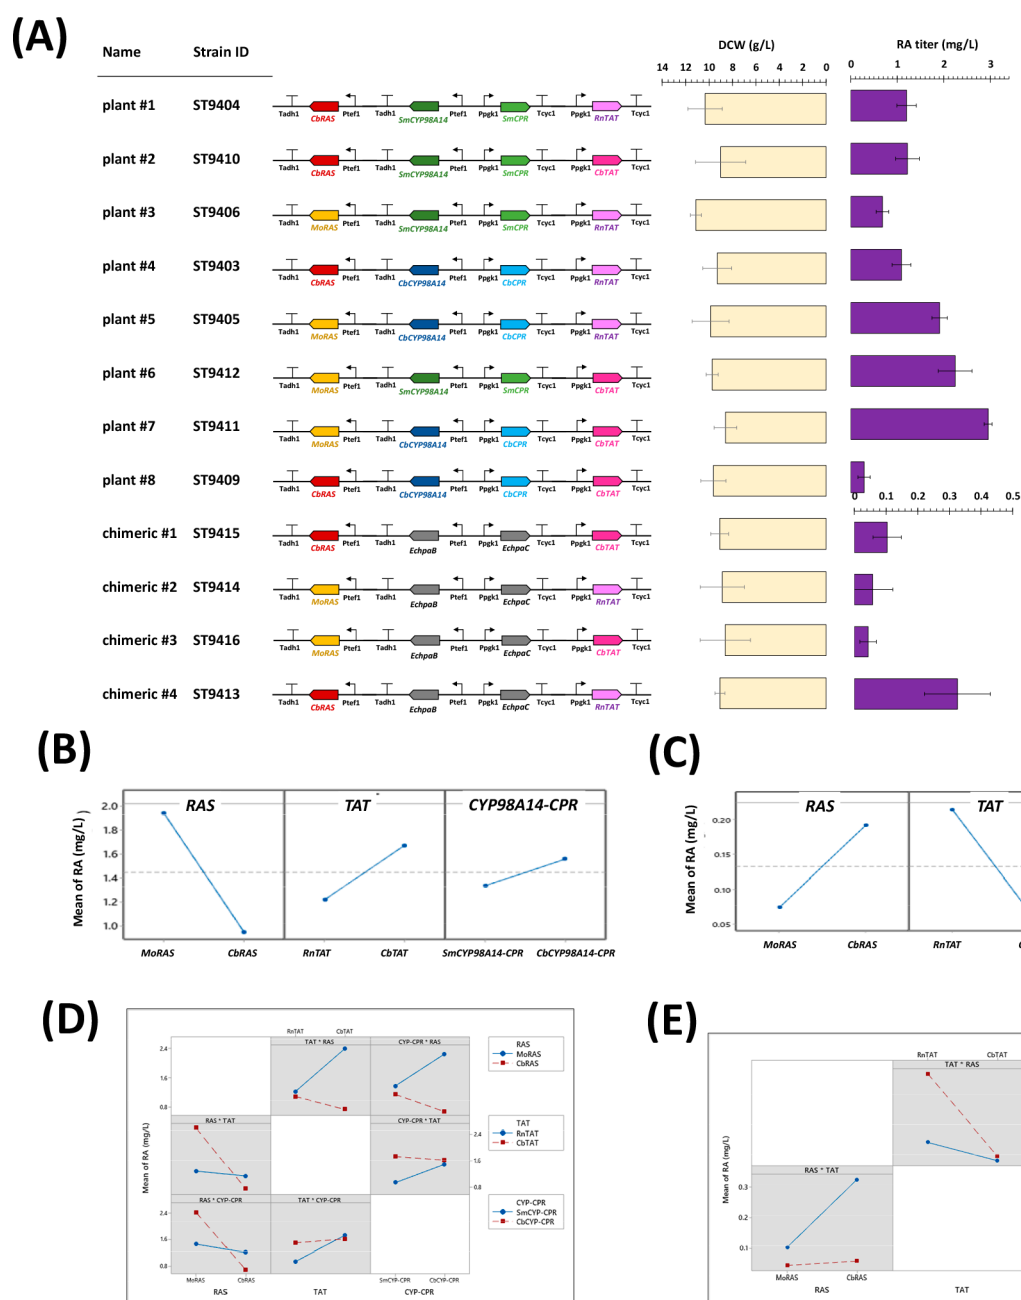 (A)
Name Strain ID DCW (g/L) RA titer (mg/L)
14 12 10 8 6 4 2 0 0 1 2 3
plant #1 ST9404
Tadh1 CbRAS Ptef1 Tadh1 SmCYP98A14 Ptef1 Ppgk1 SmCPR Tcyc1 Ppgk1 RnTAT Tcyc1
plant #2 ST9410
Tadh1 CbRAS Ptef1 Tadh1 SmCYP98A14 Ptef1 Ppgk1 SmCPR Tcyc1 Ppgk1 CbTAT Tcyc1
plant #3 ST9406
Tadh1 MoRAS Ptef1 Tadh1 SmCYP98A14 Ptef1 Ppgk1 SmCPR Tcyc1 Ppgk1 RnTAT Tcyc1
plant #4 ST9403
Tadh1 CbRAS Ptef1 Tadh1 CbCYP98A14 Ptef1 Ppgk1 CbCPR Tcyc1 Ppgk1 RnTAT Tcyc1
plant #5 ST9405
Tadh1 MoRAS Ptef1 Tadh1 CbCYP98A14 Ptef1 Ppgk1 CbCPR Tcyc1 Ppgk1 RnTAT Tcyc1
plant #6 ST9412
Tadh1 MoRAS Ptef1 Tadh1 SmCYP98A14 Ptef1 Ppgk1 SmCPR Tcyc1 Ppgk1 CbTAT Tcyc1
plant #7 ST9411
Tadh1 MoRAS Ptef1 Tadh1 CbCYP98A14 Ptef1 Ppgk1 CbCPR Tcyc1 Ppgk1 CbTAT Tcyc1
plant #8 ST9409
Tadh1 CbRAS Ptef1 Tadh1 CbCYP98A14 Ptef1 Ppgk1 CbCPR Tcyc1 Ppgk1 CbTAT Tcyc1
0 0.1 0.2 0.3 0.4 0.5
chimeric #1 ST9415
Tadh1 CbRAS Ptef1 Tadh1 EchpaB Ptef1 Ppgk1 EchpaC Tcyc1 Ppgk1 CbTAT Tcyc1
chimeric #2 ST9414
Tadh1 MoRAS Ptef1 Tadh1 EchpaB Ptef1 Ppgk1 EchpaC Tcyc1 Ppgk1 RnTAT Tcyc1
chimeric #3 ST9416
Tadh1 MoRAS Ptef1 Tadh1 EchpaB Ptef1 Ppgk1 EchpaC Tcyc1 Ppgk1 CbTAT Tcyc1
chimeric #4 ST9413
Tadh1 CbRAS Ptef1 Tadh1 EchpaB Ptef1 Ppgk1 EchpaC Tcyc1 Ppgk1 RnTAT Tcyc1
(B)
RAS TAT CYP98A14-CPR
Mean of RA (mg/L)
2.0
1.8
1.6
1.4
1.2
1.0
MoRAS CbRAS RnTAT CbTAT SmCYP98A14-CPR CbCYP98A14-CPR
(C)
RAS TAT
Mean of RA (mg/L)
0.20
0.15
0.10
0.05
MoRAS CbRAS RnTAT C
(D)
RnTAT CbTAT
TAT * RAS CYP-CPR * RAS
2.4
1.6
0.8
RAS
MoRAS
CbRAS
RAS * TAT CYP-CPR * TAT
2.4
1.6
0.8
TAT
RnTAT
CbTAT
Mean of RA (mg/L)
RAS * CYP-CPR TAT * CYP-CPR
2.4
1.6
0.8
CYP-CPR
SmCYP-CPR
CbCYP-CPR
MoRAS CbRAS SmCYP-CPR CbCYP-CPR
RAS TAT CYP-CPR
(E)
RnTAT CbTAT
TAT * RAS
Mean of RA (mg/L)
RAS * TAT
0.3
0.2
0.1
MoRAS CbRAS
RAS TAT